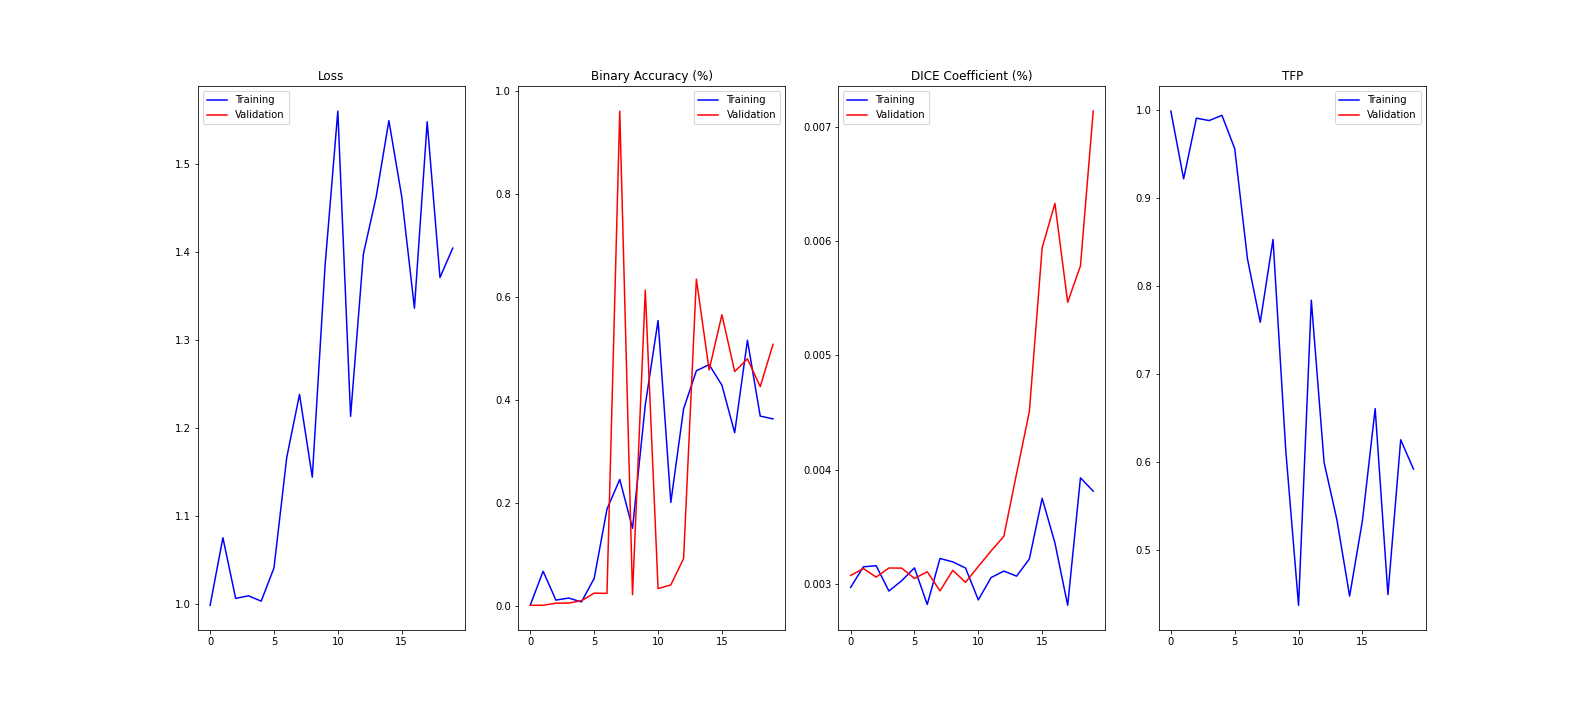 Loss
Training
Validation
1.5
1.4
1.3
1.2
1.1
1.0
0 5 10 15
Binary Accuracy (%)
Training
Validation
1.0
0.8
0.6
0.4
0.2
0.0
0 5 10 15
DICE Coefficient (%)
Training
Validation
0.007
0.006
0.005
0.004
0.003
0 5 10 15
TFP
Training
Validation
1.0
0.9
0.8
0.7
0.6
0.5
0 5 10 15